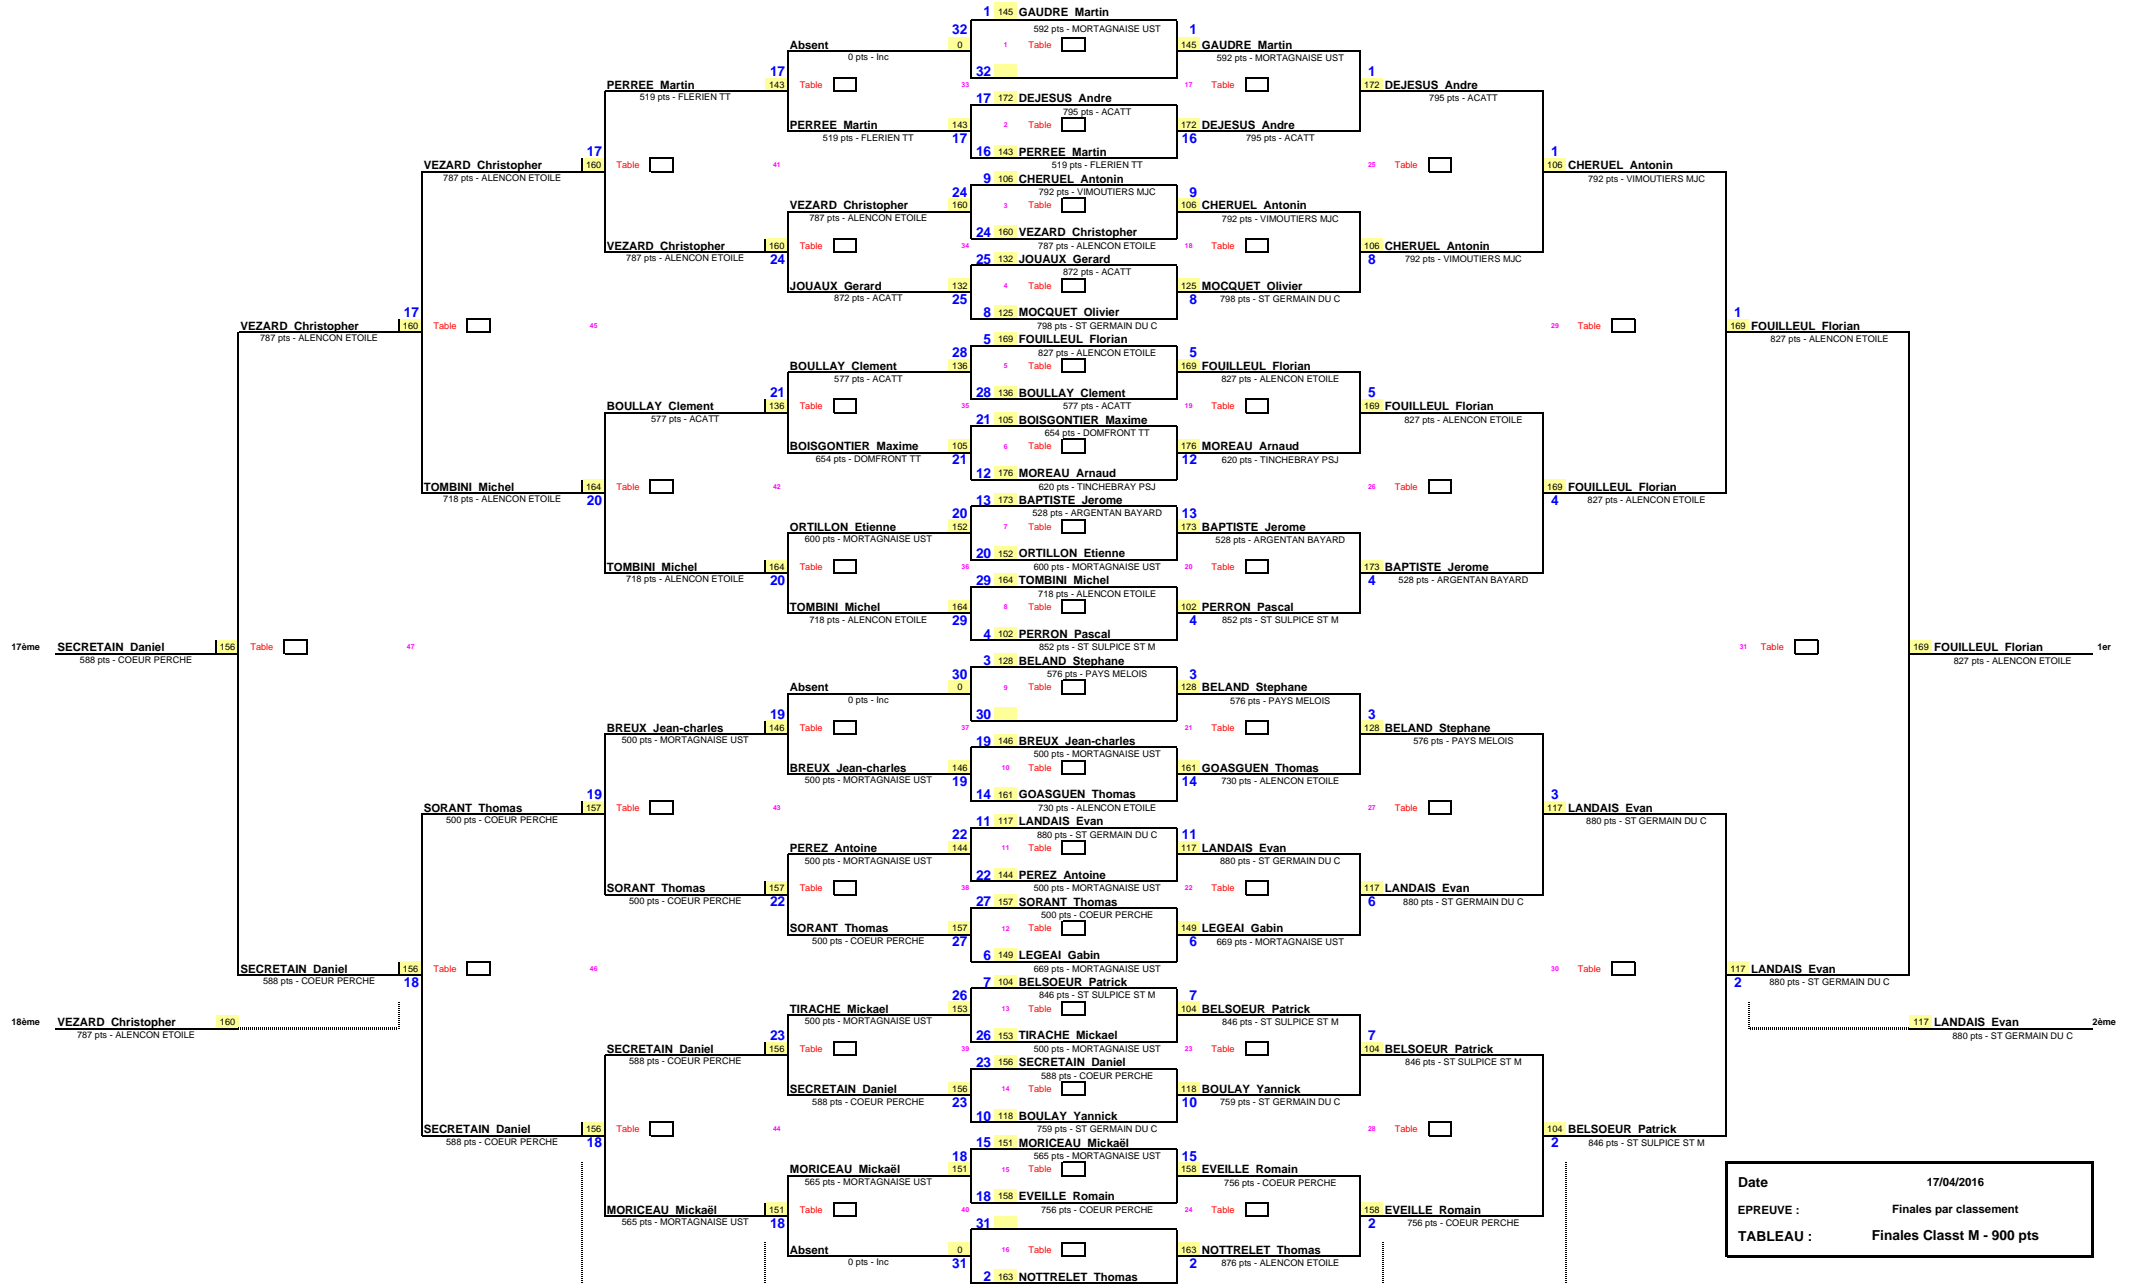 1 145 GAUDRE Martin
592 pts - MORTAGNAISE UST
32 1
Absent 0 1 Table 145 GAUDRE Martin
0 pts - Inc 592 pts - MORTAGNAISE UST
17 32 1
PERREE Martin 143 Table 33 17 Table 172 DEJESUS Andre
519 pts - FLERIEN TT 795 pts - ACATT
17 172 DEJESUS Andre
795 pts - ACATT
PERREE Martin 143 2 Table 172 DEJESUS Andre
519 pts - FLERIEN TT 17 16 795 pts - ACATT
16 143 PERREE Martin
519 pts - FLERIEN TT
17 1
VEZARD Christopher 160 Table 41 25 Table 106 CHERUEL Antonin
787 pts - ALENCON ETOILE 792 pts - VIMOUTIERS MJC
9 106 CHERUEL Antonin
792 pts - VIMOUTIERS MJC
24 9
VEZARD Christopher 160 3 Table 106 CHERUEL Antonin
787 pts - ALENCON ETOILE 792 pts - VIMOUTIERS MJC
24 160 VEZARD Christopher
787 pts - ALENCON ETOILE
VEZARD Christopher 160 Table 34 18 Table 106 CHERUEL Antonin
787 pts - ALENCON ETOILE 24 8 792 pts - VIMOUTIERS MJC
25 132 JOUAUX Gerard
872 pts - ACATT
JOUAUX Gerard 132 4 Table 125 MOCQUET Olivier
872 pts - ACATT 25 8 798 pts - ST GERMAIN DU C
8 125 MOCQUET Olivier
798 pts - ST GERMAIN DU C
17 1
VEZARD Christopher 160 Table 45 29 Table 169 FOUILLEUL Florian
787 pts - ALENCON ETOILE 827 pts - ALENCON ETOILE
5 169 FOUILLEUL Florian
827 pts - ALENCON ETOILE
28 5
BOULLAY Clement 136 5 Table 169 FOUILLEUL Florian
577 pts - ACATT 827 pts - ALENCON ETOILE
28 136 BOULLAY Clement
577 pts - ACATT
21 5
BOULLAY Clement 136 Table 35 19 Table 169 FOUILLEUL Florian
577 pts - ACATT 827 pts - ALENCON ETOILE
21 105 BOISGONTIER Maxime
654 pts - DOMFRONT TT
BOISGONTIER Maxime 105 6 Table 176 MOREAU Arnaud
654 pts - DOMFRONT TT 21 12 620 pts - TINCHEBRAY PSJ
12 176 MOREAU Arnaud
620 pts - TINCHEBRAY PSJ
TOMBINI Michel 164 Table 42 26 Table 169 FOUILLEUL Florian
718 pts - ALENCON ETOILE 20 4 827 pts - ALENCON ETOILE
13 173 BAPTISTE Jerome
528 pts - ARGENTAN BAYARD
20 13
ORTILLON Etienne 152 7 Table 173 BAPTISTE Jerome
600 pts - MORTAGNAISE UST 528 pts - ARGENTAN BAYARD
20 152 ORTILLON Etienne
600 pts - MORTAGNAISE UST
TOMBINI Michel 164 Table 36 20 Table 173 BAPTISTE Jerome
718 pts - ALENCON ETOILE 20 4 528 pts - ARGENTAN BAYARD
29 164 TOMBINI Michel
718 pts - ALENCON ETOILE
TOMBINI Michel 164 8 Table 102 PERRON Pascal
718 pts - ALENCON ETOILE 29 4 852 pts - ST SULPICE ST M
4 102 PERRON Pascal
852 pts - ST SULPICE ST M
17ème SECRETAIN Daniel 156 Table 47 31 Table 169 FOUILLEUL Florian 1er
588 pts - COEUR PERCHE 827 pts - ALENCON ETOILE
3 128 BELAND Stephane
576 pts - PAYS MELOIS
30 3
Absent 0 9 Table 128 BELAND Stephane
0 pts - Inc 576 pts - PAYS MELOIS
19 30 3
BREUX Jean-charles 146 Table 37 21 Table 128 BELAND Stephane
500 pts - MORTAGNAISE UST 576 pts - PAYS MELOIS
19 146 BREUX Jean-charles
500 pts - MORTAGNAISE UST
BREUX Jean-charles 146 10 Table 161 GOASGUEN Thomas
500 pts - MORTAGNAISE UST 19 14 730 pts - ALENCON ETOILE
14 161 GOASGUEN Thomas
730 pts - ALENCON ETOILE
19 3
SORANT Thomas 157 Table 43 27 Table 117 LANDAIS Evan
500 pts - COEUR PERCHE 880 pts - ST GERMAIN DU C
11 117 LANDAIS Evan
880 pts - ST GERMAIN DU C
22 11
PEREZ Antoine 144 11 Table 117 LANDAIS Evan
500 pts - MORTAGNAISE UST 880 pts - ST GERMAIN DU C
22 144 PEREZ Antoine
500 pts - MORTAGNAISE UST
SORANT Thomas 157 Table 38 22 Table 117 LANDAIS Evan
500 pts - COEUR PERCHE 22 6 880 pts - ST GERMAIN DU C
27 157 SORANT Thomas
500 pts - COEUR PERCHE
SORANT Thomas 157 12 Table 149 LEGEAI Gabin
500 pts - COEUR PERCHE 27 6 669 pts - MORTAGNAISE UST
6 149 LEGEAI Gabin
669 pts - MORTAGNAISE UST
SECRETAIN Daniel 156 Table 46 30 Table 117 LANDAIS Evan
588 pts - COEUR PERCHE 18 2 880 pts - ST GERMAIN DU C
7 104 BELSOEUR Patrick
846 pts - ST SULPICE ST M
26 7
TIRACHE Mickael 153 13 Table 104 BELSOEUR Patrick
500 pts - MORTAGNAISE UST 846 pts - ST SULPICE ST M
18ème VEZARD Christopher 160 117 LANDAIS Evan 2ème
787 pts - ALENCON ETOILE 880 pts - ST GERMAIN DU C
26 153 TIRACHE Mickael
500 pts - MORTAGNAISE UST
23 7
SECRETAIN Daniel 156 Table 39 23 Table 104 BELSOEUR Patrick
588 pts - COEUR PERCHE 846 pts - ST SULPICE ST M
23 156 SECRETAIN Daniel
588 pts - COEUR PERCHE
SECRETAIN Daniel 156 14 Table 118 BOULAY Yannick
588 pts - COEUR PERCHE 23 10 759 pts - ST GERMAIN DU C
10 118 BOULAY Yannick
759 pts - ST GERMAIN DU C
SECRETAIN Daniel 156 Table 44 28 Table 104 BELSOEUR Patrick
588 pts - COEUR PERCHE 18 2 846 pts - ST SULPICE ST M
15 151 MORICEAU Mickaël
565 pts - MORTAGNAISE UST
18 15
MORICEAU Mickaël 151 15 Table 158 EVEILLE Romain
565 pts - MORTAGNAISE UST 756 pts - COEUR PERCHE
18 158 EVEILLE Romain
756 pts - COEUR PERCHE
MORICEAU Mickaël 151 Table 40 24 Table 158 EVEILLE Romain
565 pts - MORTAGNAISE UST 18 2 756 pts - COEUR PERCHE
31
Absent 0 16 Table 163 NOTTRELET Thomas
0 pts - Inc 31 2 876 pts - ALENCON ETOILE
2 163 NOTTRELET Thomas
Date 17/04/2016
EPREUVE : Finales par classement
TABLEAU : Finales Classt M - 900 pts